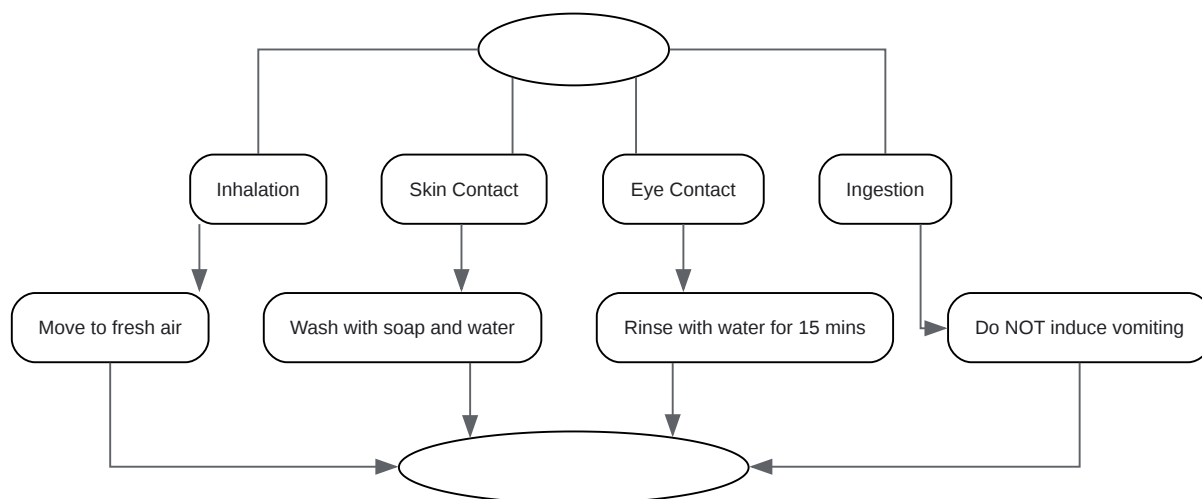 Inhalation
Skin Contact
Eye Contact
Ingestion
Move to fresh air
Wash with soap and water
Rinse with water for 15 mins
Do NOT induce vomiting